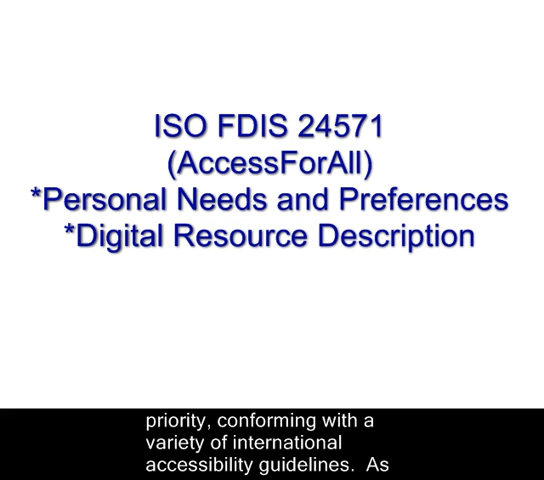 ISO FDIS 24571
(AccessForAll)
*Personal Needs and Preferences
*Digital Resource Description
priority, conforming with a
variety of international
accessibility guidelines.  As